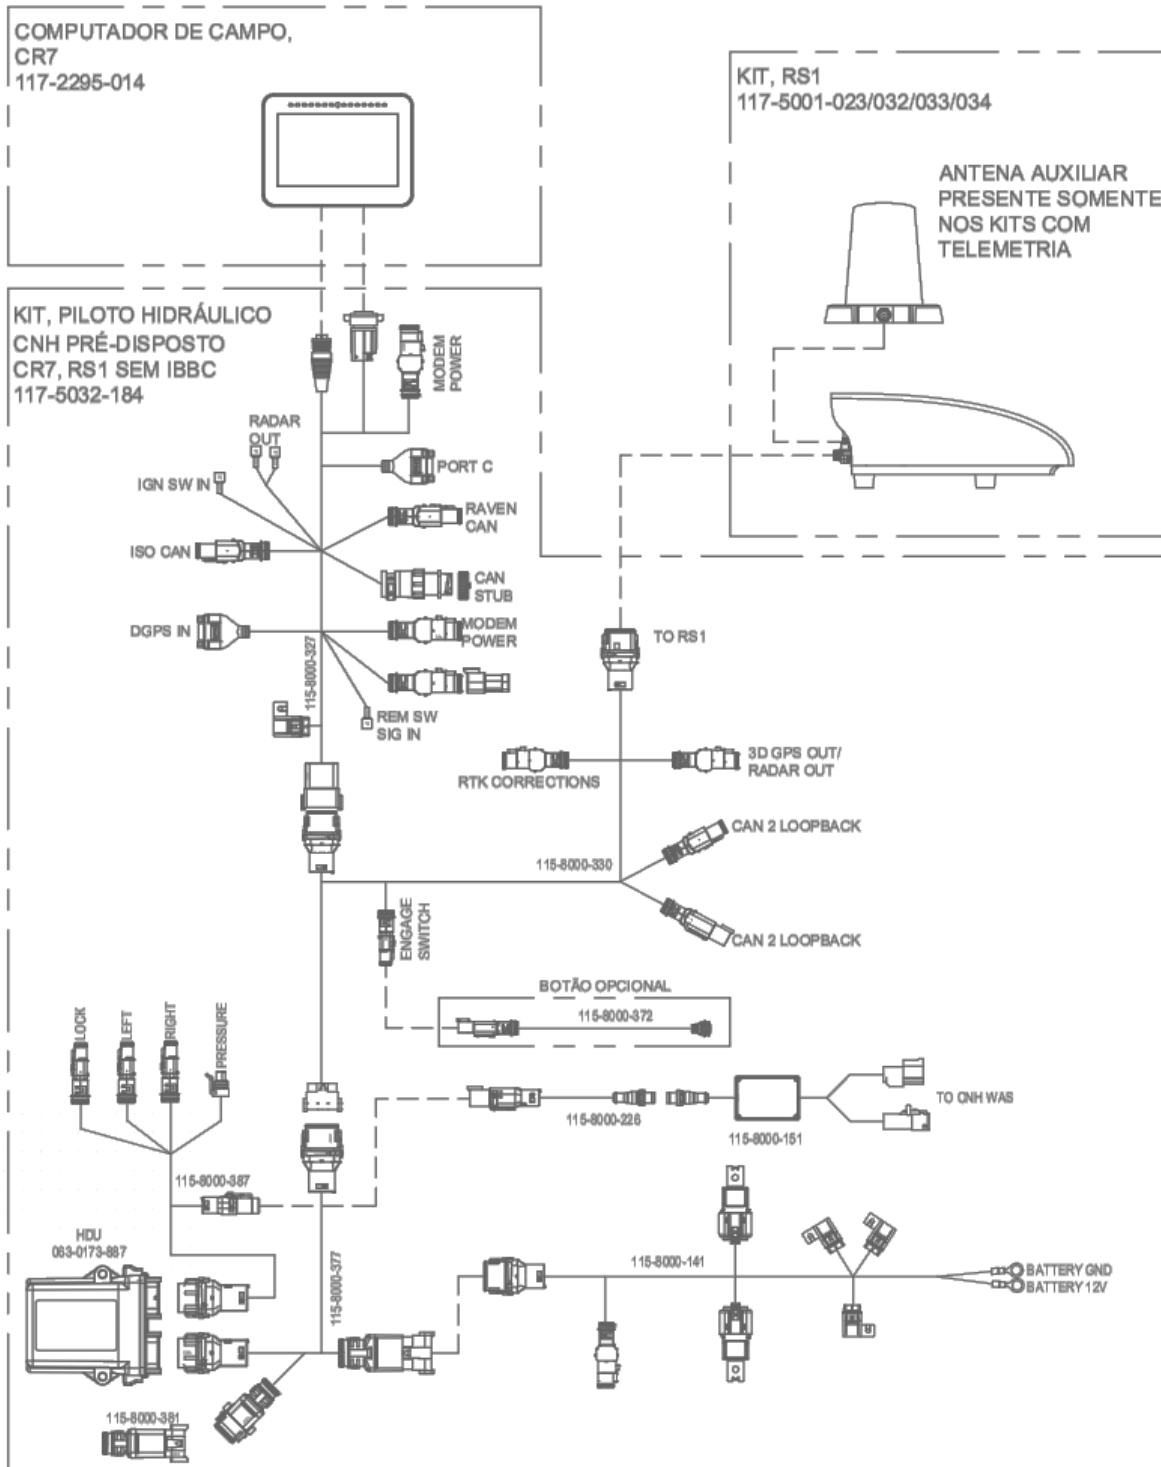 COMPUTADOR DE CAMPO,
CR7
117-2295-014
KIT, RS1
117-5001-023/032/033/034
ANTENA AUXILIAR
PRESENTE SOMENTE
NOS KITS COM
TELEMETRIA
KIT, PILOTO HIDRÁULICO
CNH PRÉ-DISPOSTO
CR7, RS1 SEM IBBC
117-5032-184
MODEM
POWER
RADAR
OUT
IGN SW IN
PORT C
RAVEN
CAN
ISO CAN
CAN
STUB
DGPS IN
MODEM
POWER
115-8000-327
REM SW
SIG IN
TO RS1
RTK CORRECTIONS
3D GPS OUT/
RADAR OUT
CAN 2 LOOPBACK
115-8000-330
CAN 2 LOOPBACK
ENGAGE
SWITCH
BOTÃO OPCIONAL
115-8000-372
LOCK
LEFT
RIGHT
PRESSURE
115-8000-226
115-8000-151
TO CNH WAS
115-8000-387
HDU
063-0173-887
115-8000-377
115-8000-141
BATTERY GND
BATTERY 12V
115-8000-381